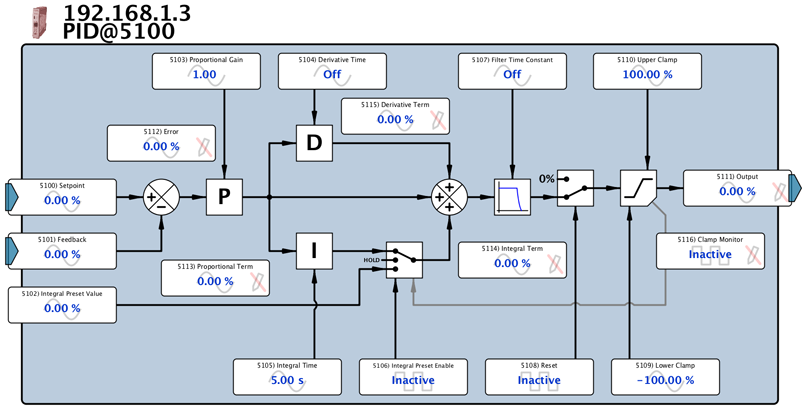 192.168.1.3
PID@5100
5103) Proportional Gain
1.00
5104) Derivative Time
Off
5107) Filter Time Constant
Off
5110) Upper Clamp
100.00 %
5115) Derivative Term
0.00 %
5112) Error
0.00 %
D
5100) Setpoint
0.00 %
+
−
P
+
+
+
0%
5111) Output
0.00 %
5101) Feedback
0.00 %
I
HOLD
5114) Integral Term
0.00 %
5116) Clamp Monitor
Inactive
5113) Proportional Term
0.00 %
5102) Integral Preset Value
0.00 %
5105) Integral Time
5.00 s
5106) Integral Preset Enable
Inactive
5108) Reset
Inactive
5109) Lower Clamp
-100.00 %